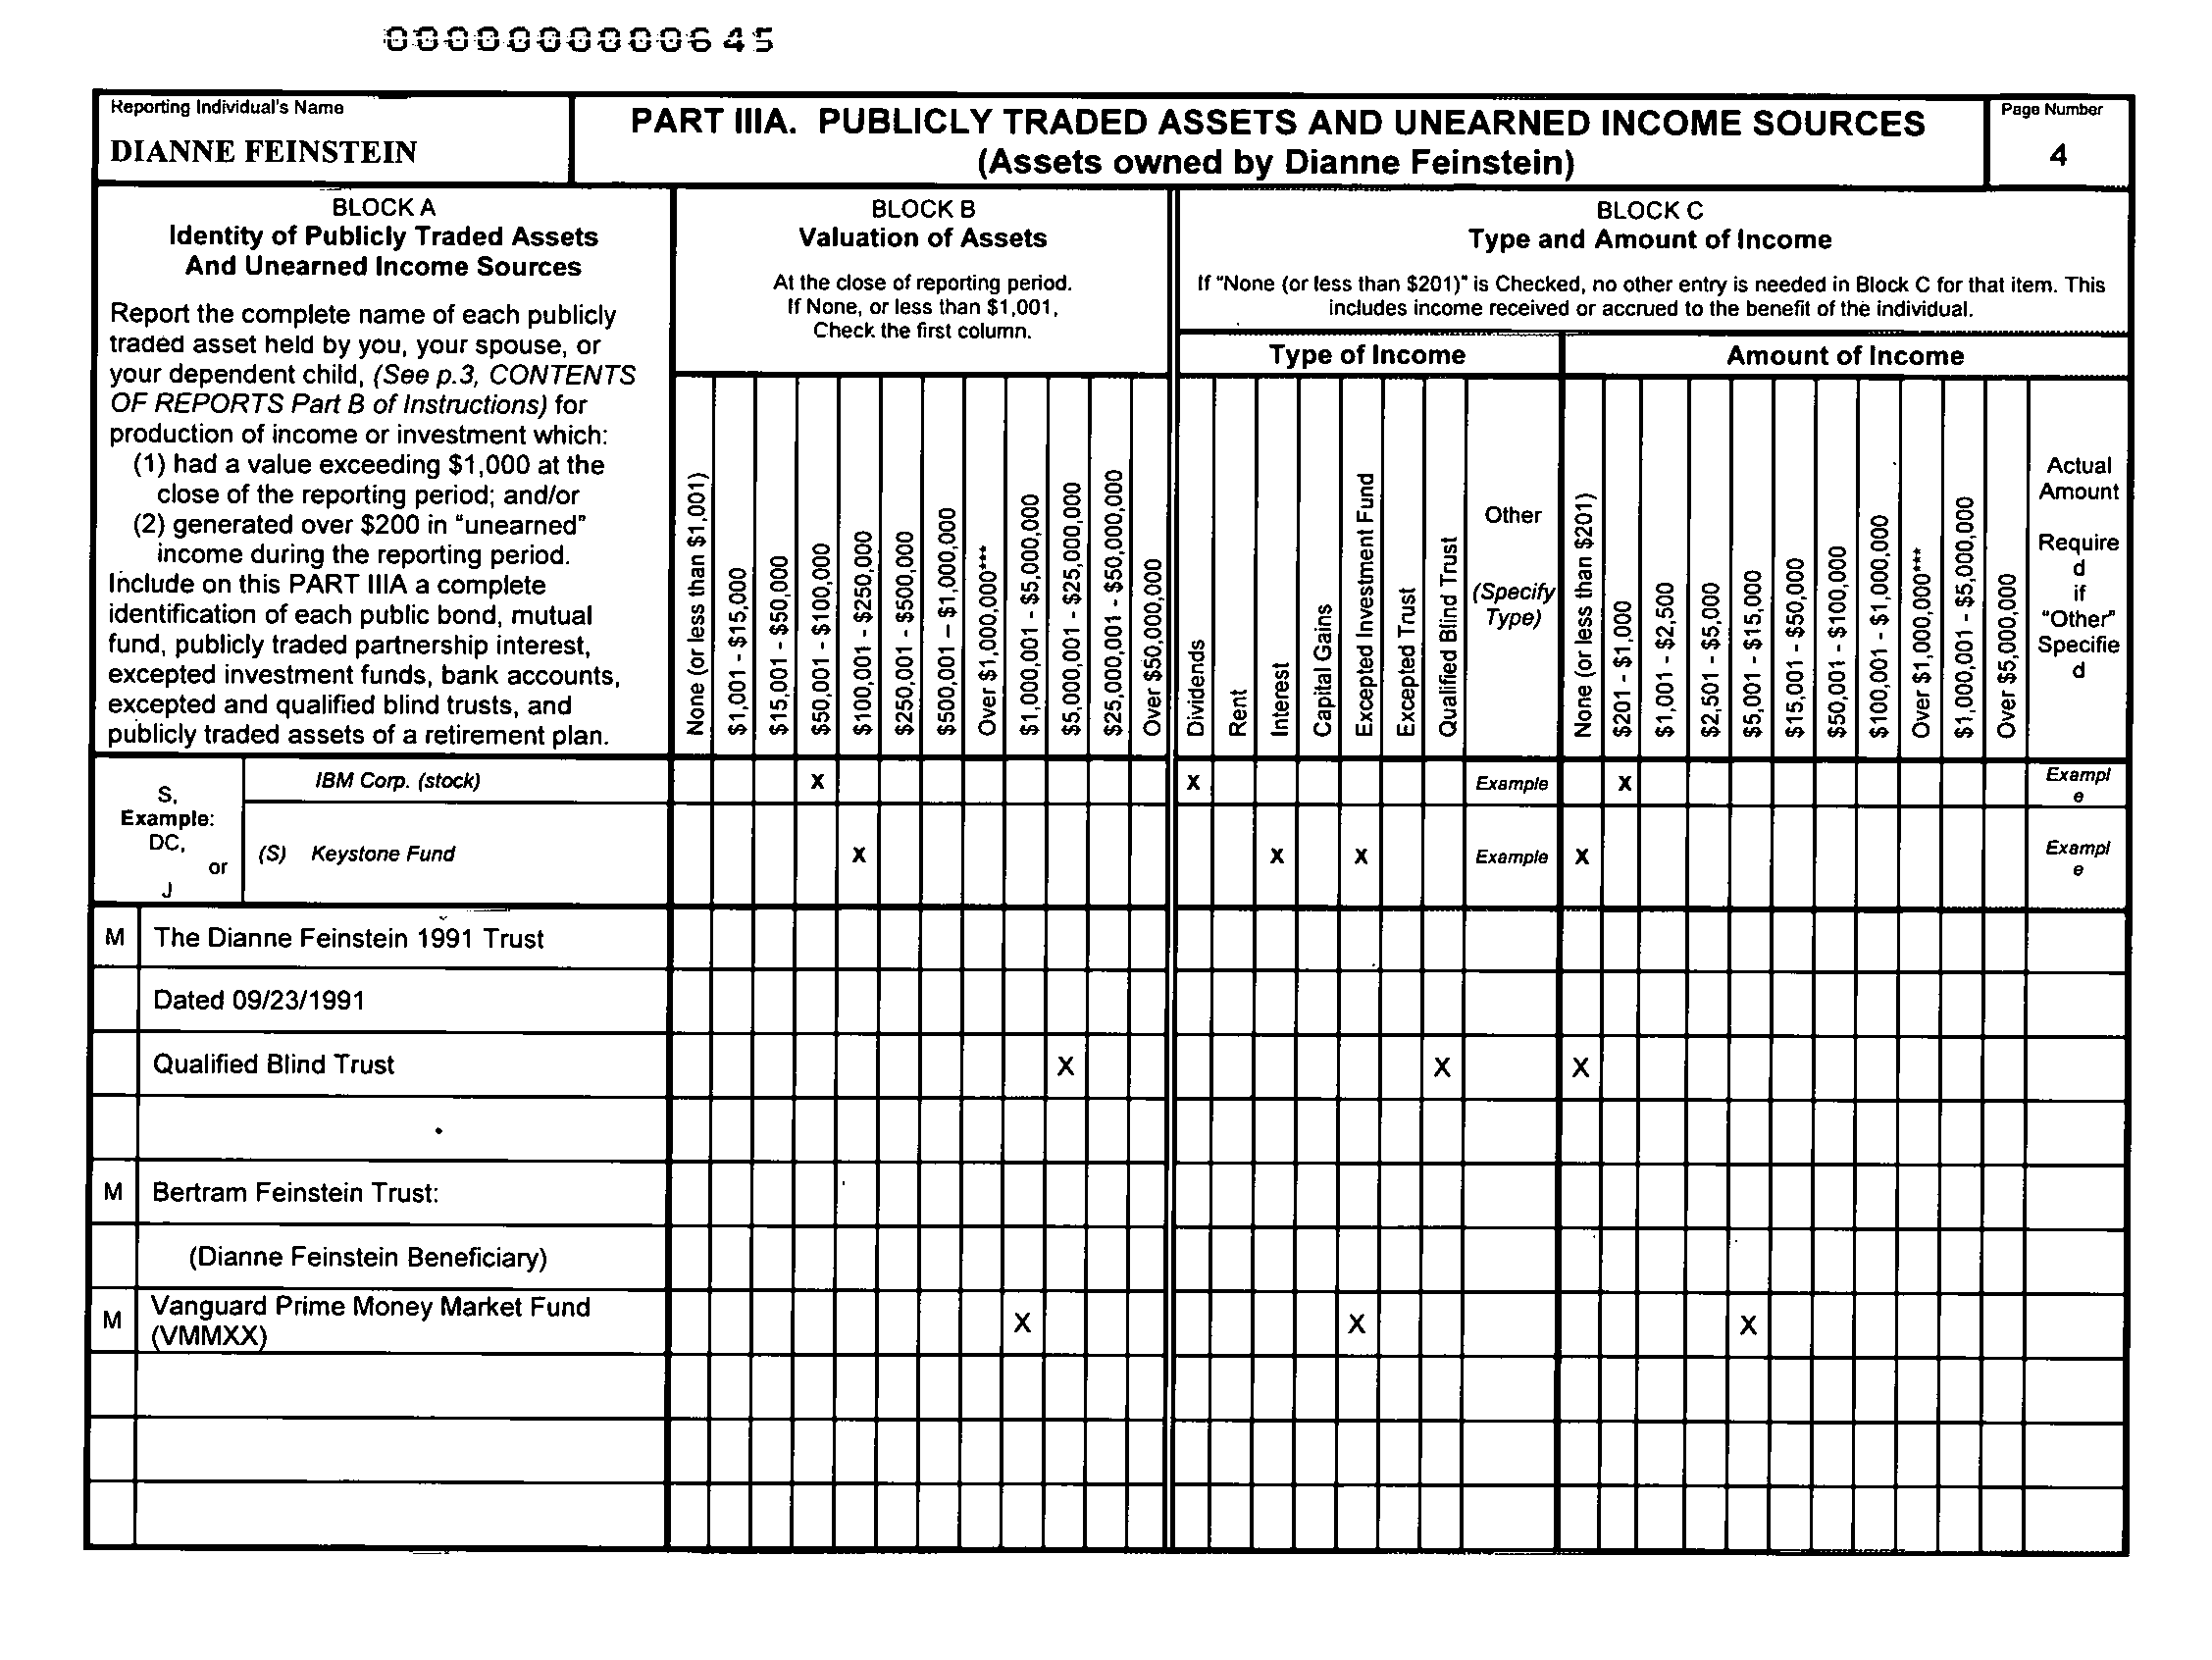 000000000645
Reporting Individual's Name
DIANNE FEINSTEIN
PART IIIA. PUBLICLY TRADED ASSETS AND UNEARNED INCOME SOURCES
(Assets owned by Dianne Feinstein)
Page Number
4
BLOCK A
Identity of Publicly Traded Assets
And Unearned Income Sources
Report the complete name of each publicly
traded asset held by you, your spouse, or
your dependent child, (See p.3, CONTENTS
OF REPORTS Part B of Instructions) for
production of income or investment which:
(1) had a value exceeding $1,000 at the
close of the reporting period; and/or
(2) generated over $200 in "unearned"
income during the reporting period.
Include on this PART IIIA a complete
identification of each public bond, mutual
fund, publicly traded partnership interest,
excepted investment funds, bank accounts,
excepted and qualified blind trusts, and
publicly traded assets of a retirement plan.
BLOCK B
Valuation of Assets
At the close of reporting period.
If None, or less than $1,001,
Check the first column.
None (or less than $1,001)
$1,001 - $15,000
$15,001 - $50,000
$50,001 - $100,000
$100,001 - $250,000
$250,001 - $500,000
$500,001 – $1,000,000
Over $1,000,000***
$1,000,001 - $5,000,000
$5,000,001 - $25,000,000
$25,000,001 - $50,000,000
Over $50,000,000
BLOCK C
Type and Amount of Income
If "None (or less than $201)" is Checked, no other entry is needed in Block C for that item. This
includes income received or accrued to the benefit of the individual.
Type of Income
Dividends
Rent
Interest
Capital Gains
Excepted Investment Fund
Excepted Trust
Qualified Blind Trust
Other
(Specify
Type)
Amount of Income
None (or less than $201)
$201 - $1,000
$1,001 - $2,500
$2,501 - $5,000
$5,001 - $15,000
$15,001 - $50,000
$50,001 - $100,000
$100,001 - $1,000,000
Over $1,000,000***
$1,000,001 - $5,000,000
Over $5,000,000
Actual
Amount
Require
d
if
"Other"
Specifie
d
S,
Example:
DC,
or
J
IBM Corp. (stock) X X Example X Exampl
e
(S) Keystone Fund X X X Example X Exampl
e
M The Dianne Feinstein 1991 Trust
Dated 09/23/1991
Qualified Blind Trust X X X
M Bertram Feinstein Trust:
(Dianne Feinstein Beneficiary)
M Vanguard Prime Money Market Fund
(VMMXX) X X X